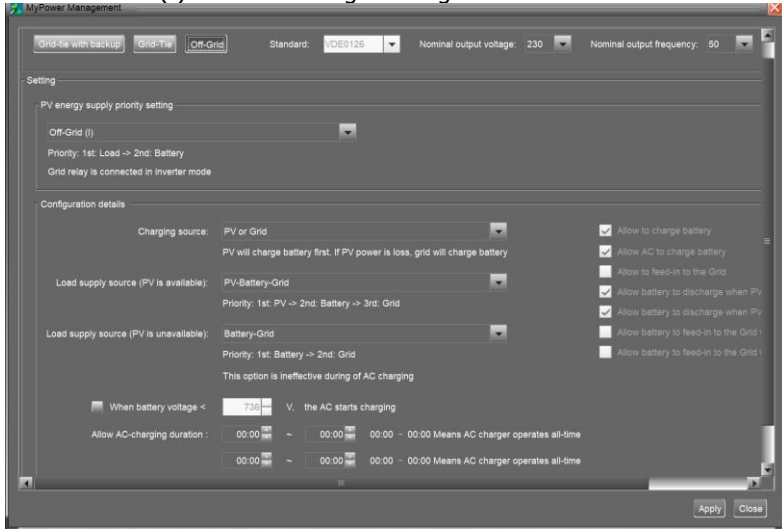 MyPower Management
Grid-tie with backup Grid-Tie Off-Grid Standard: VDE0126 Nominal output voltage: 230 Nominal output frequency: 50
Setting
PV energy supply priority setting
Off-Grid (I)
Priority: 1st: Load -> 2nd: Battery
Grid relay is connected in inverter mode
Configuration details
Charging source: PV or Grid
Allow to charge battery
PV will charge battery first. If PV power is loss, grid will charge battery
Allow AC to charge battery
Allow to feed-in to the Grid
Load supply source (PV is available): PV-Battery-Grid
Allow battery to discharge when PV
Priority: 1st: PV -> 2nd: Battery -> 3rd: Grid
Allow battery to discharge when PV
Load supply source (PV is unavailable): Battery-Grid
Allow battery to feed-in to the Grid
Priority: 1st: Battery -> 2nd: Grid
Allow battery to feed-in to the Grid
This option is ineffective during of AC charging
When battery voltage < 736 V, the AC starts charging
Allow AC-charging duration : 00:00 ~ 00:00 00:00 - 00:00 Means AC charger operates all-time
00:00 ~ 00:00 00:00 - 00:00 Means AC charger operates all-time
Apply Close